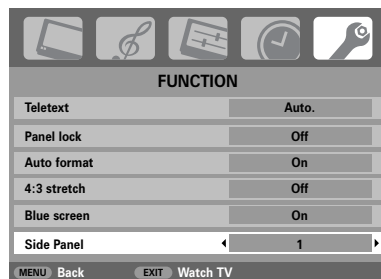 FUNCTION
Teletext Auto.
Panel lock Off
Auto format On
4:3 stretch Off
Blue screen On
Side Panel 1
MENU Back EXIT Watch TV